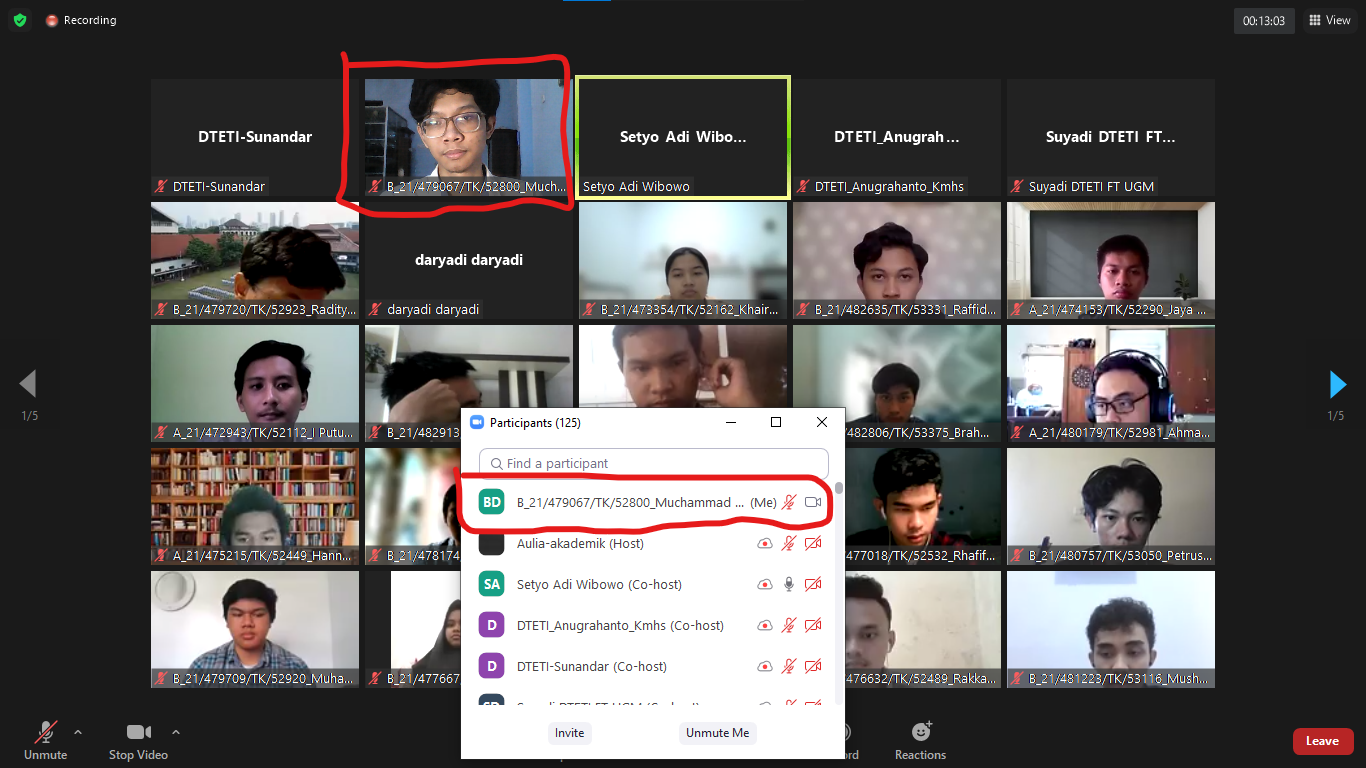 Recording
00:13:03
View
DTETI-Sunandar
DTETI-Sunandar
B_21/479067/TK/52800_Much...
Setyo Adi Wibo...
Setyo Adi Wibowo
DTETI_Anugrah...
DTETI_Anugrahanto_Kmhs
Suyadi DTETI FT...
Suyadi DTETI FT UGM
B_21/479720/TK/52923_Radity...
daryadi daryadi
daryadi daryadi
B_21/473354/TK/52162_Khair...
B_21/482635/TK/53331_Raffid...
A_21/474153/TK/52290_Jaya ...
1/5
1/5
A_21/472943/TK/52112_I Putu...
B_21/482913
482806/TK/53375_Brah...
A_21/480179/TK/52981_Ahma...
Participants (125)
Find a participant
BD
B_21/479067/TK/52800_Muchammad ... (Me)
Aulia-akademik (Host)
SA
Setyo Adi Wibowo (Co-host)
D
DTETI_Anugrahanto_Kmhs (Co-host)
D
DTETI-Sunandar (Co-host)
Invite
Unmute Me
A_21/475215/TK/52449_Hann...
B_21/478174
477018/TK/52532_Rhafif...
B_21/480757/TK/53050_Petrus...
B_21/479709/TK/52920_Muha...
B_21/477667
476632/TK/52489_Rakka...
B_21/481223/TK/53116_Mush...
Unmute
Stop Video
Reactions
Leave